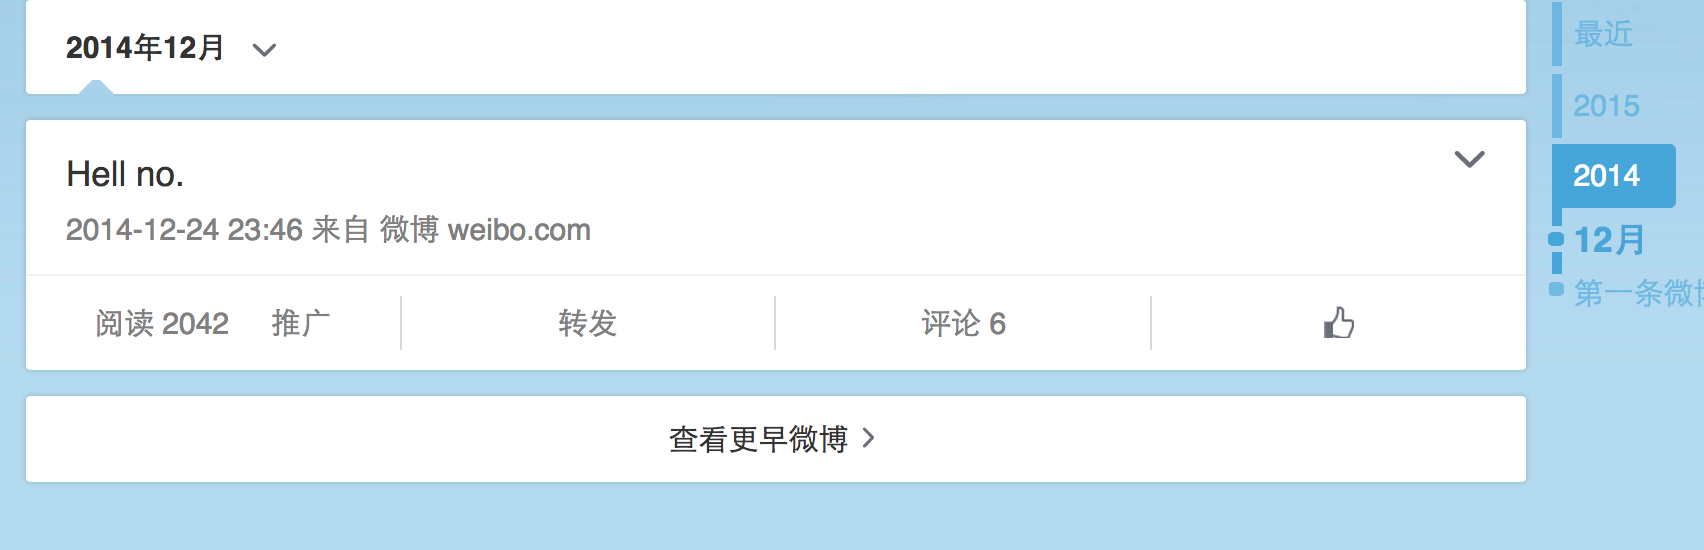 2014年12月
Hell no.
2014-12-24 23:46 来自 微博 weibo.com
阅读 2042 推广 转发 评论 6
查看更早微博
最近
2015
2014
12月
第一条微